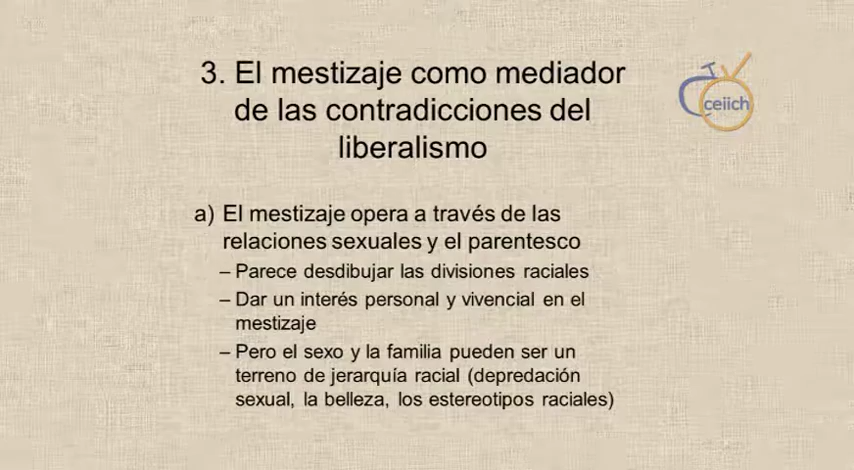 3. El mestizaje como mediador
de las contradicciones del
liberalismo
TV
ceiich
a) El mestizaje opera a través de las
relaciones sexuales y el parentesco
– Parece desdibujar las divisiones raciales
– Dar un interés personal y vivencial en el
mestizaje
– Pero el sexo y la familia pueden ser un
terreno de jerarquía racial (depredación
sexual, la belleza, los estereotipos raciales)